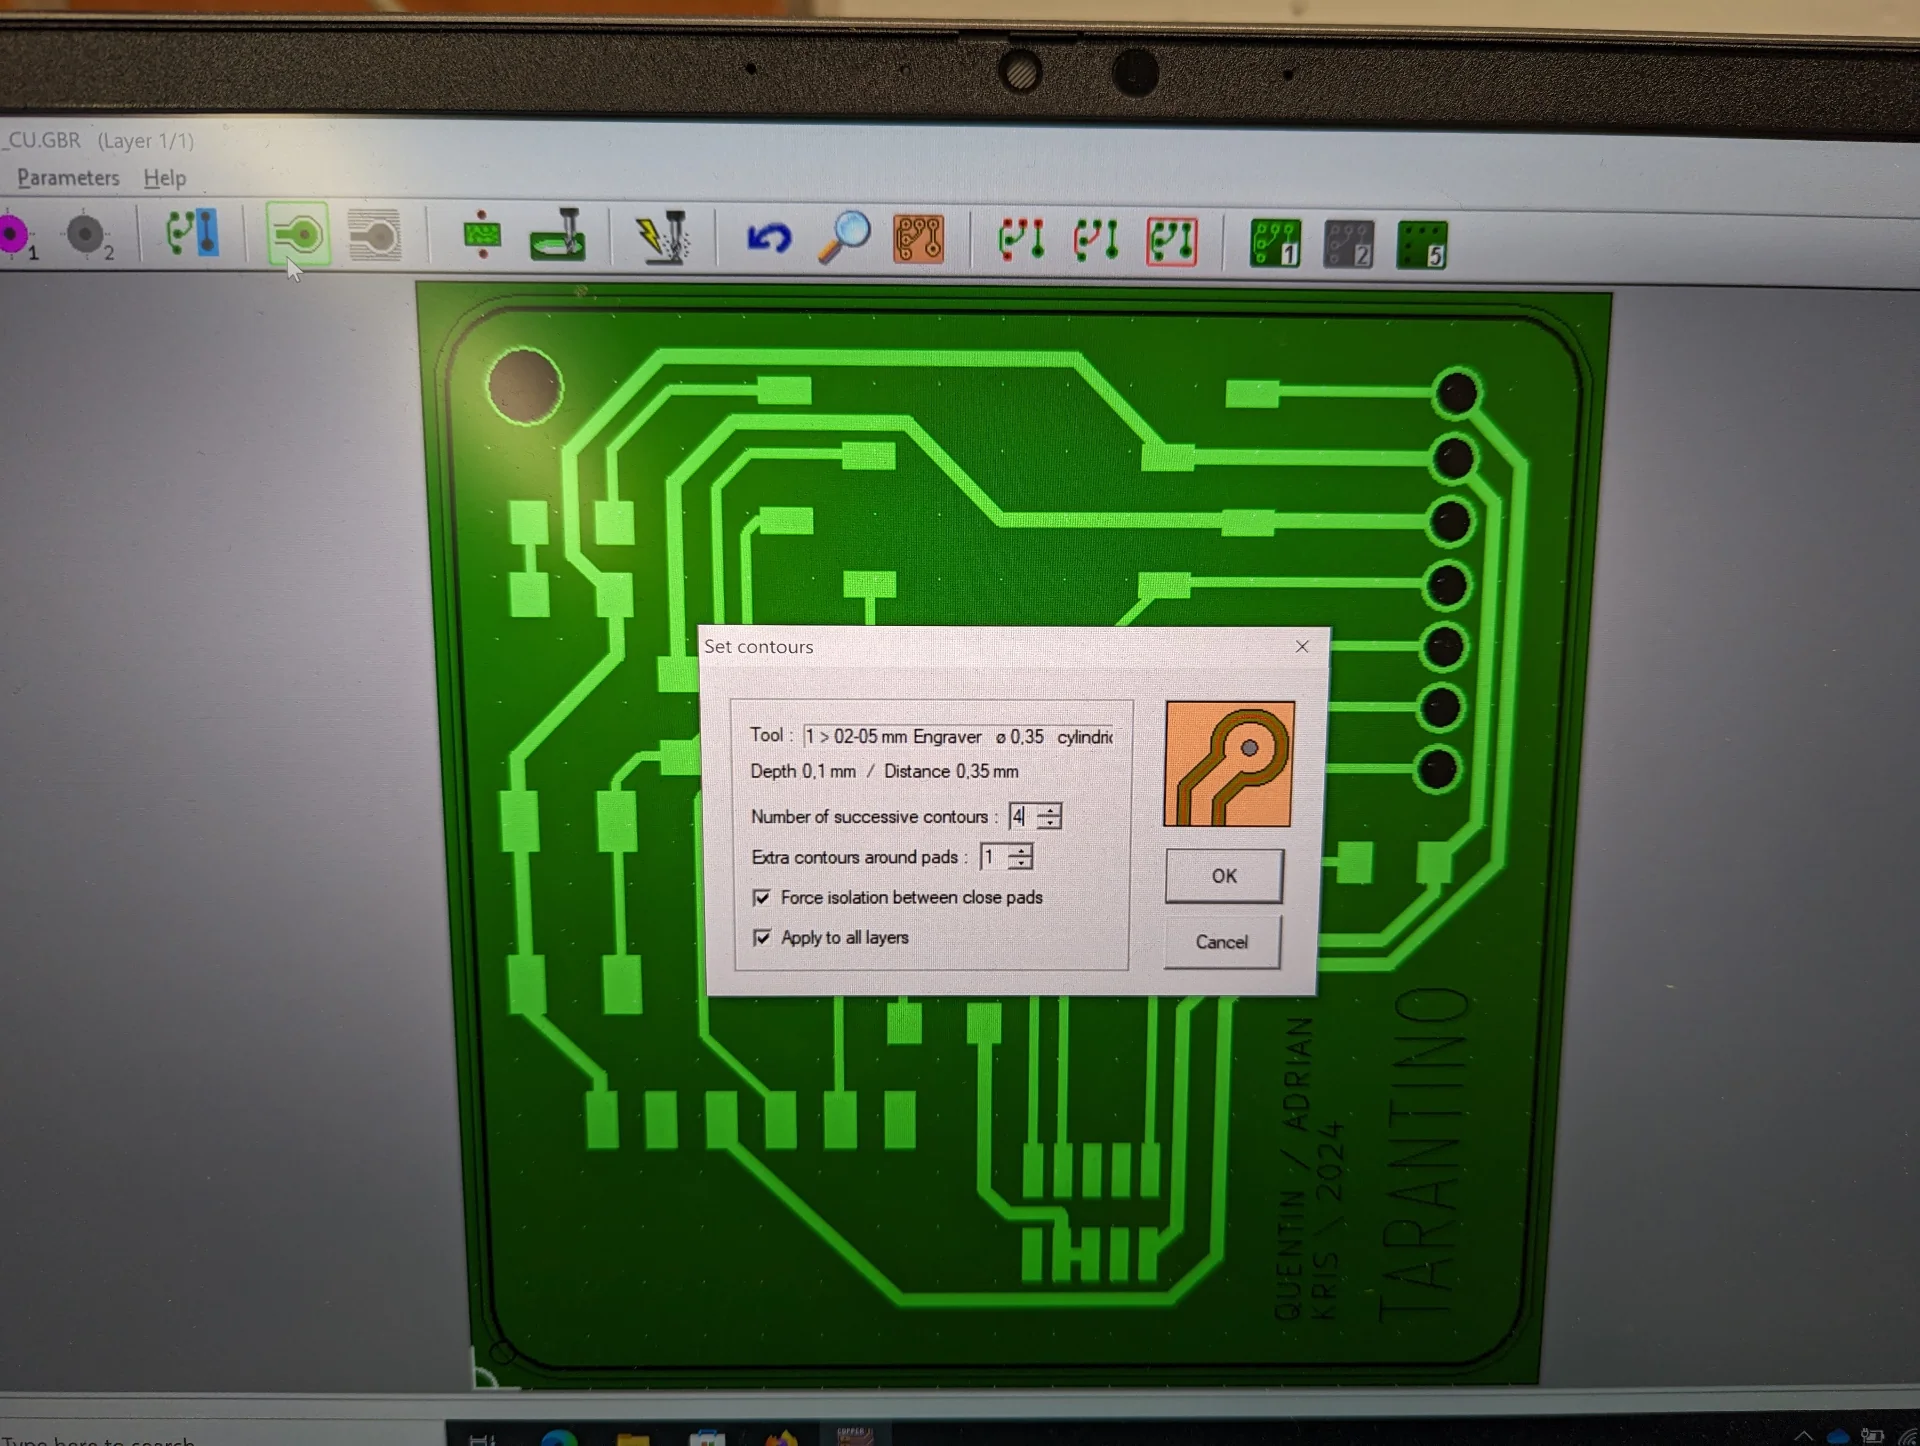 _CU.GBR (Layer 1/1)
Parameters Help
1
2
1
2
5
Set contours
Tool : 1 > 02-05 mm Engraver ø 0,35 cylindric
Depth 0,1 mm / Distance 0,35 mm
Number of successive contours : 4
Extra contours around pads : 1
Force isolation between close pads
Apply to all layers
OK
Cancel
QUENTIN / ADRIAN
KRIS \ 2024
TARANTINO
Type here to search